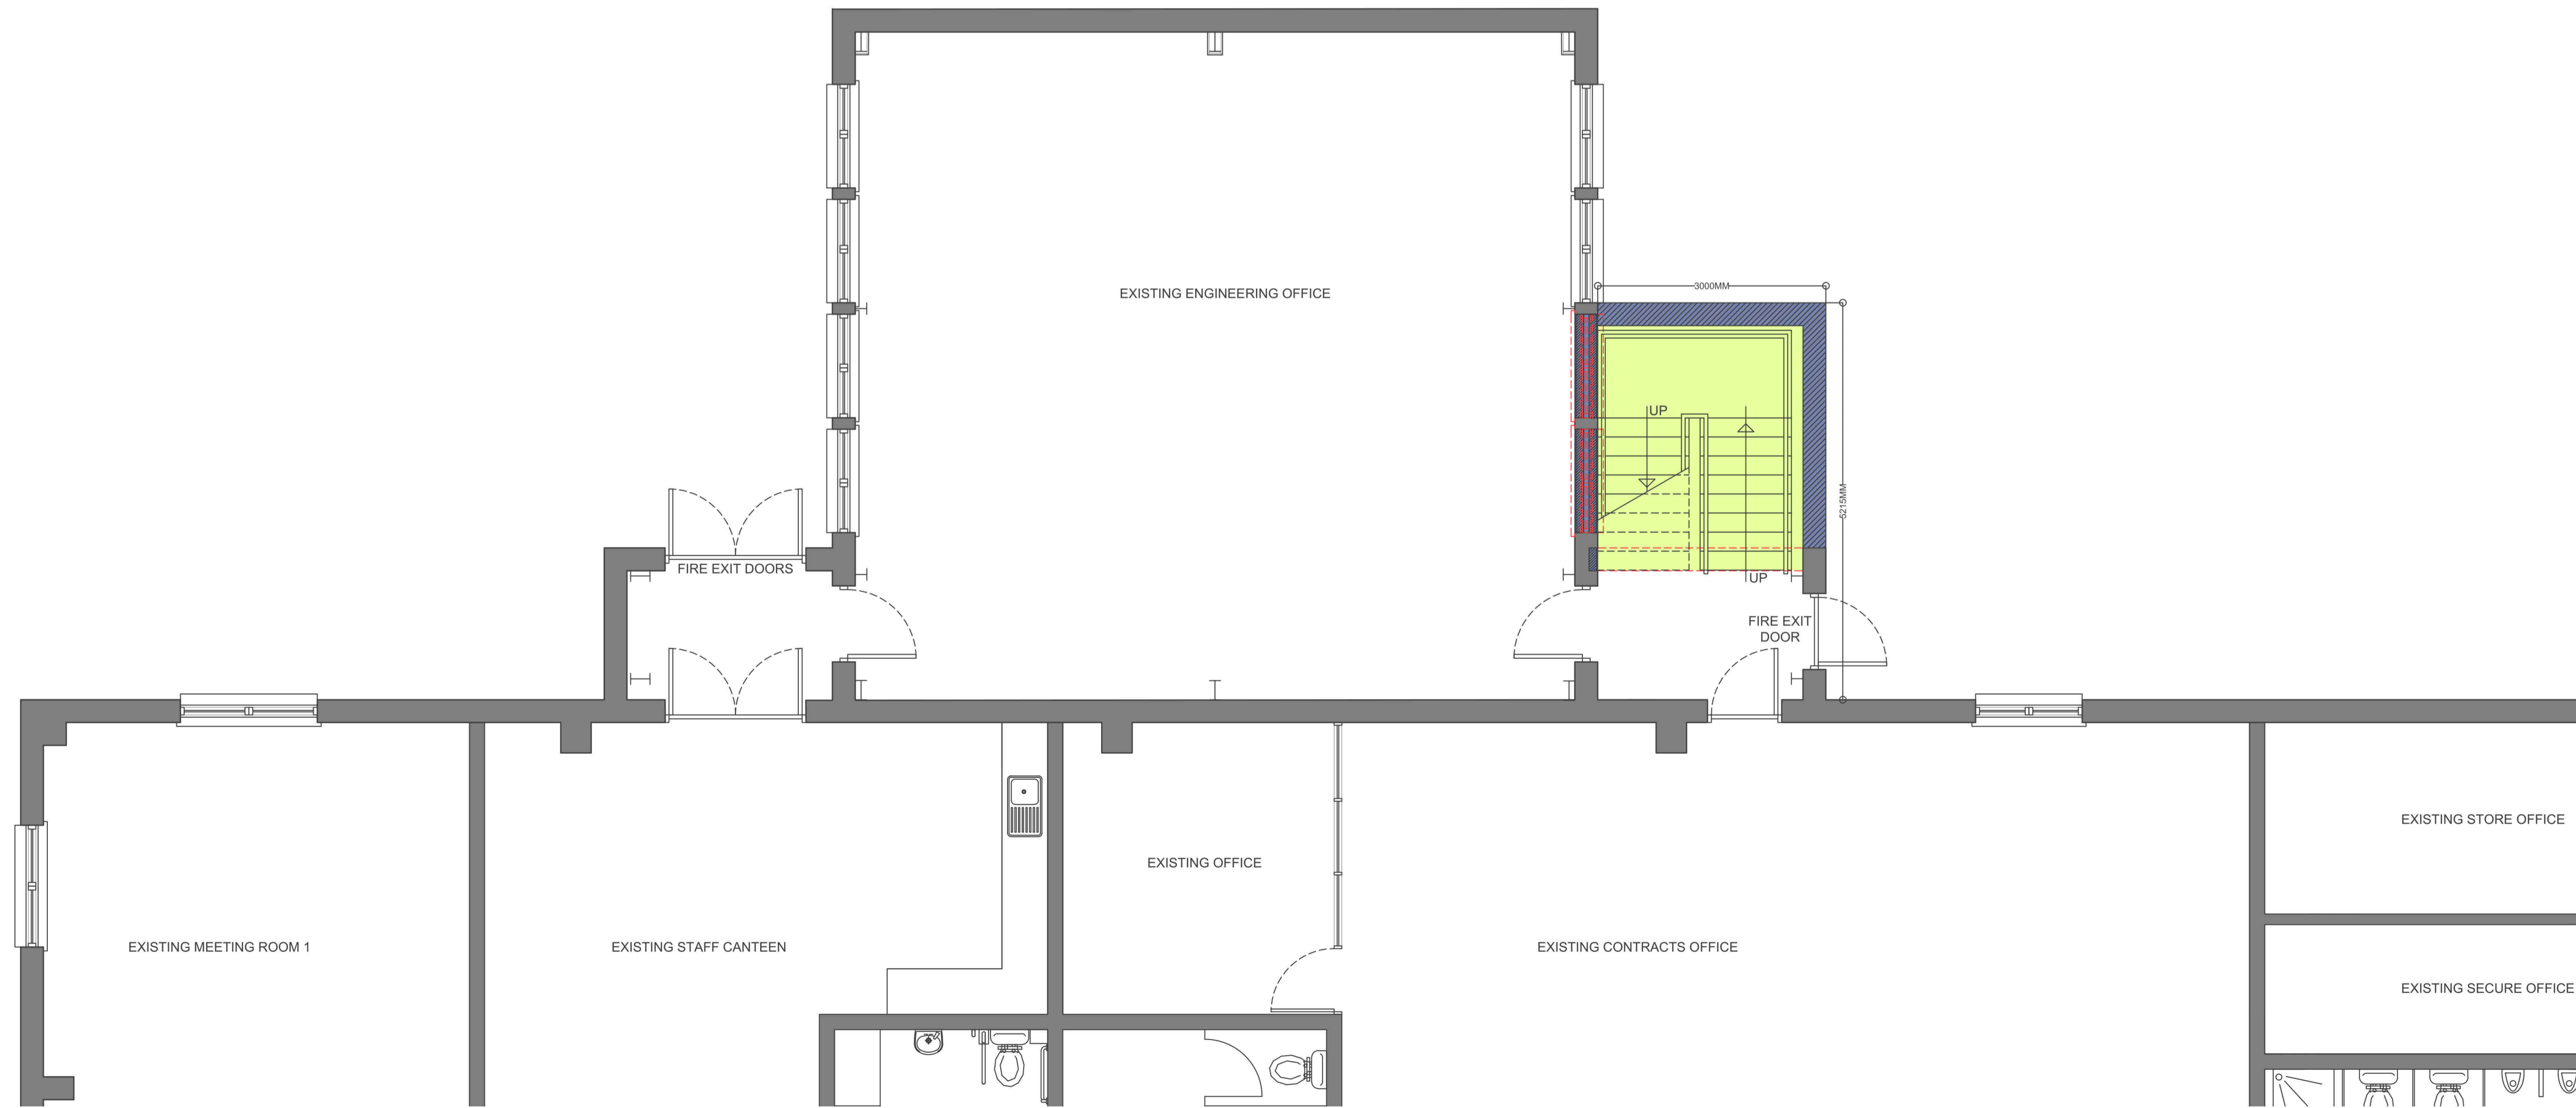 EXISTING ENGINEERING OFFICE
3000MM
UP
5215MM
FIRE EXIT DOORS
UP
FIRE EXIT
DOOR
EXISTING STORE OFFICE
EXISTING OFFICE
EXISTING MEETING ROOM 1
EXISTING STAFF CANTEEN
EXISTING CONTRACTS OFFICE
EXISTING SECURE OFFICE